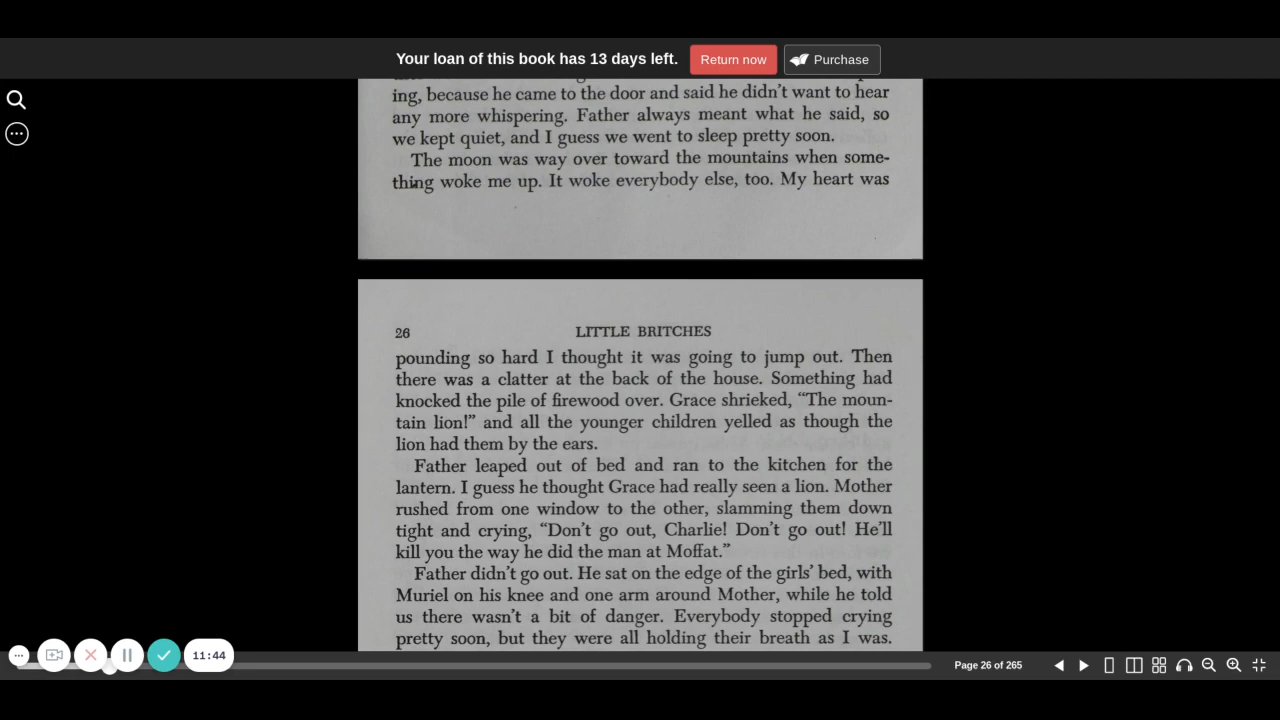 Your loan of this book has 13 days left. Return now Purchase
ing, because he came to the door and said he didn't want to hear
any more whispering. Father always meant what he said, so
we kept quiet, and I guess we went to sleep pretty soon.
The moon was way over toward the mountains when some-
thing woke me up. It woke everybody else, too. My heart was
26 LITTLE BRITCHES
pounding so hard I thought it was going to jump out. Then
there was a clatter at the back of the house. Something had
knocked the pile of firewood over. Grace shrieked, “The moun-
tain lion!” and all the younger children yelled as though the
lion had them by the ears.
Father leaped out of bed and ran to the kitchen for the
lantern. I guess he thought Grace had really seen a lion. Mother
rushed from one window to the other, slamming them down
tight and crying, “Don't go out, Charlie! Don't go out! He'll
kill you the way he did the man at Moffat.”
Father didn't go out. He sat on the edge of the girls' bed, with
Muriel on his knee and one arm around Mother, while he told
us there wasn't a bit of danger. Everybody stopped crying
pretty soon, but they were all holding their breath as I was.
11:44
Page 26 of 265